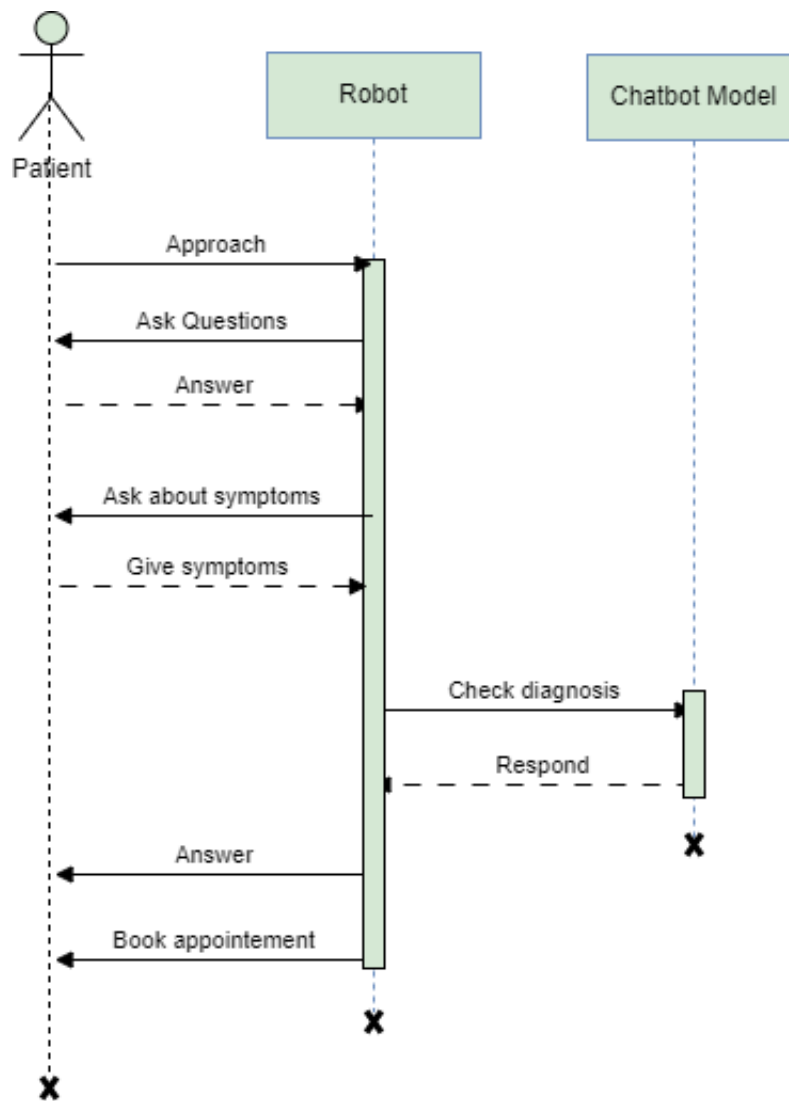 Robot
Chatbot Model
Patient
Approach
Ask Questions
Answer
Ask about symptoms
Give symptoms
Check diagnosis
Respond
Answer
Book appointement